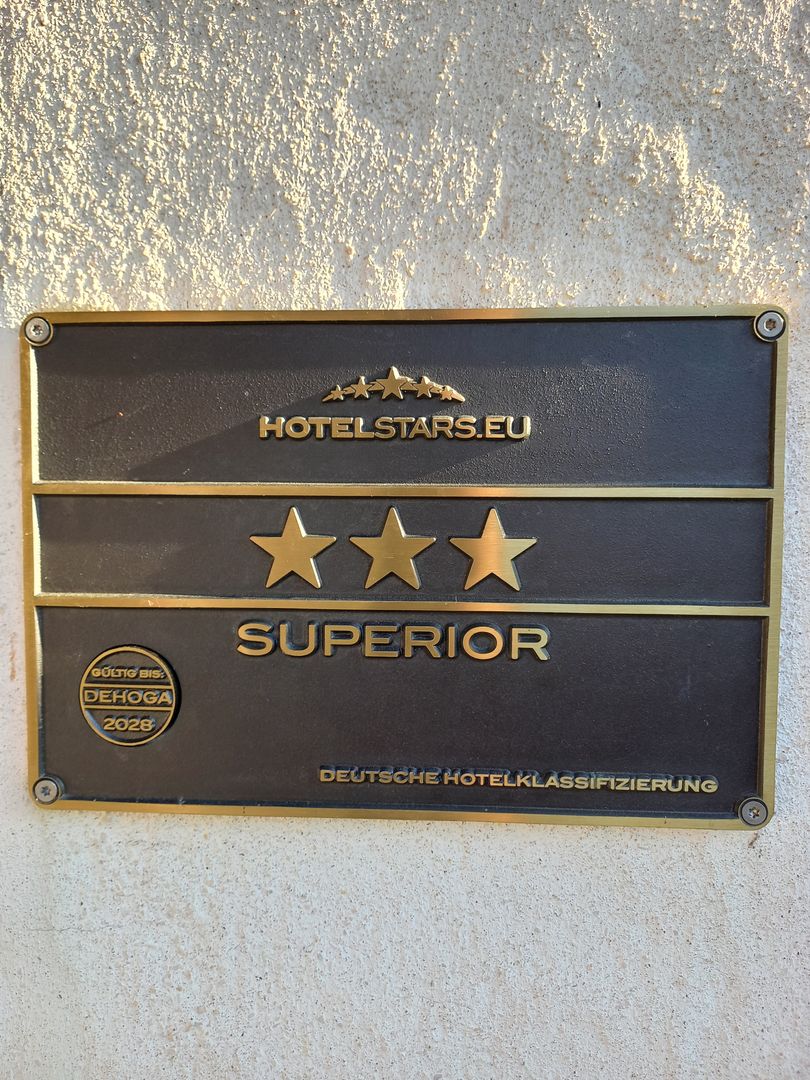 HOTELSTARS.EU
SUPERIOR
GÜLTIG BIS:
DEHOGA
2028
DEUTSCHE HOTELKLASSIFIZIERUNG